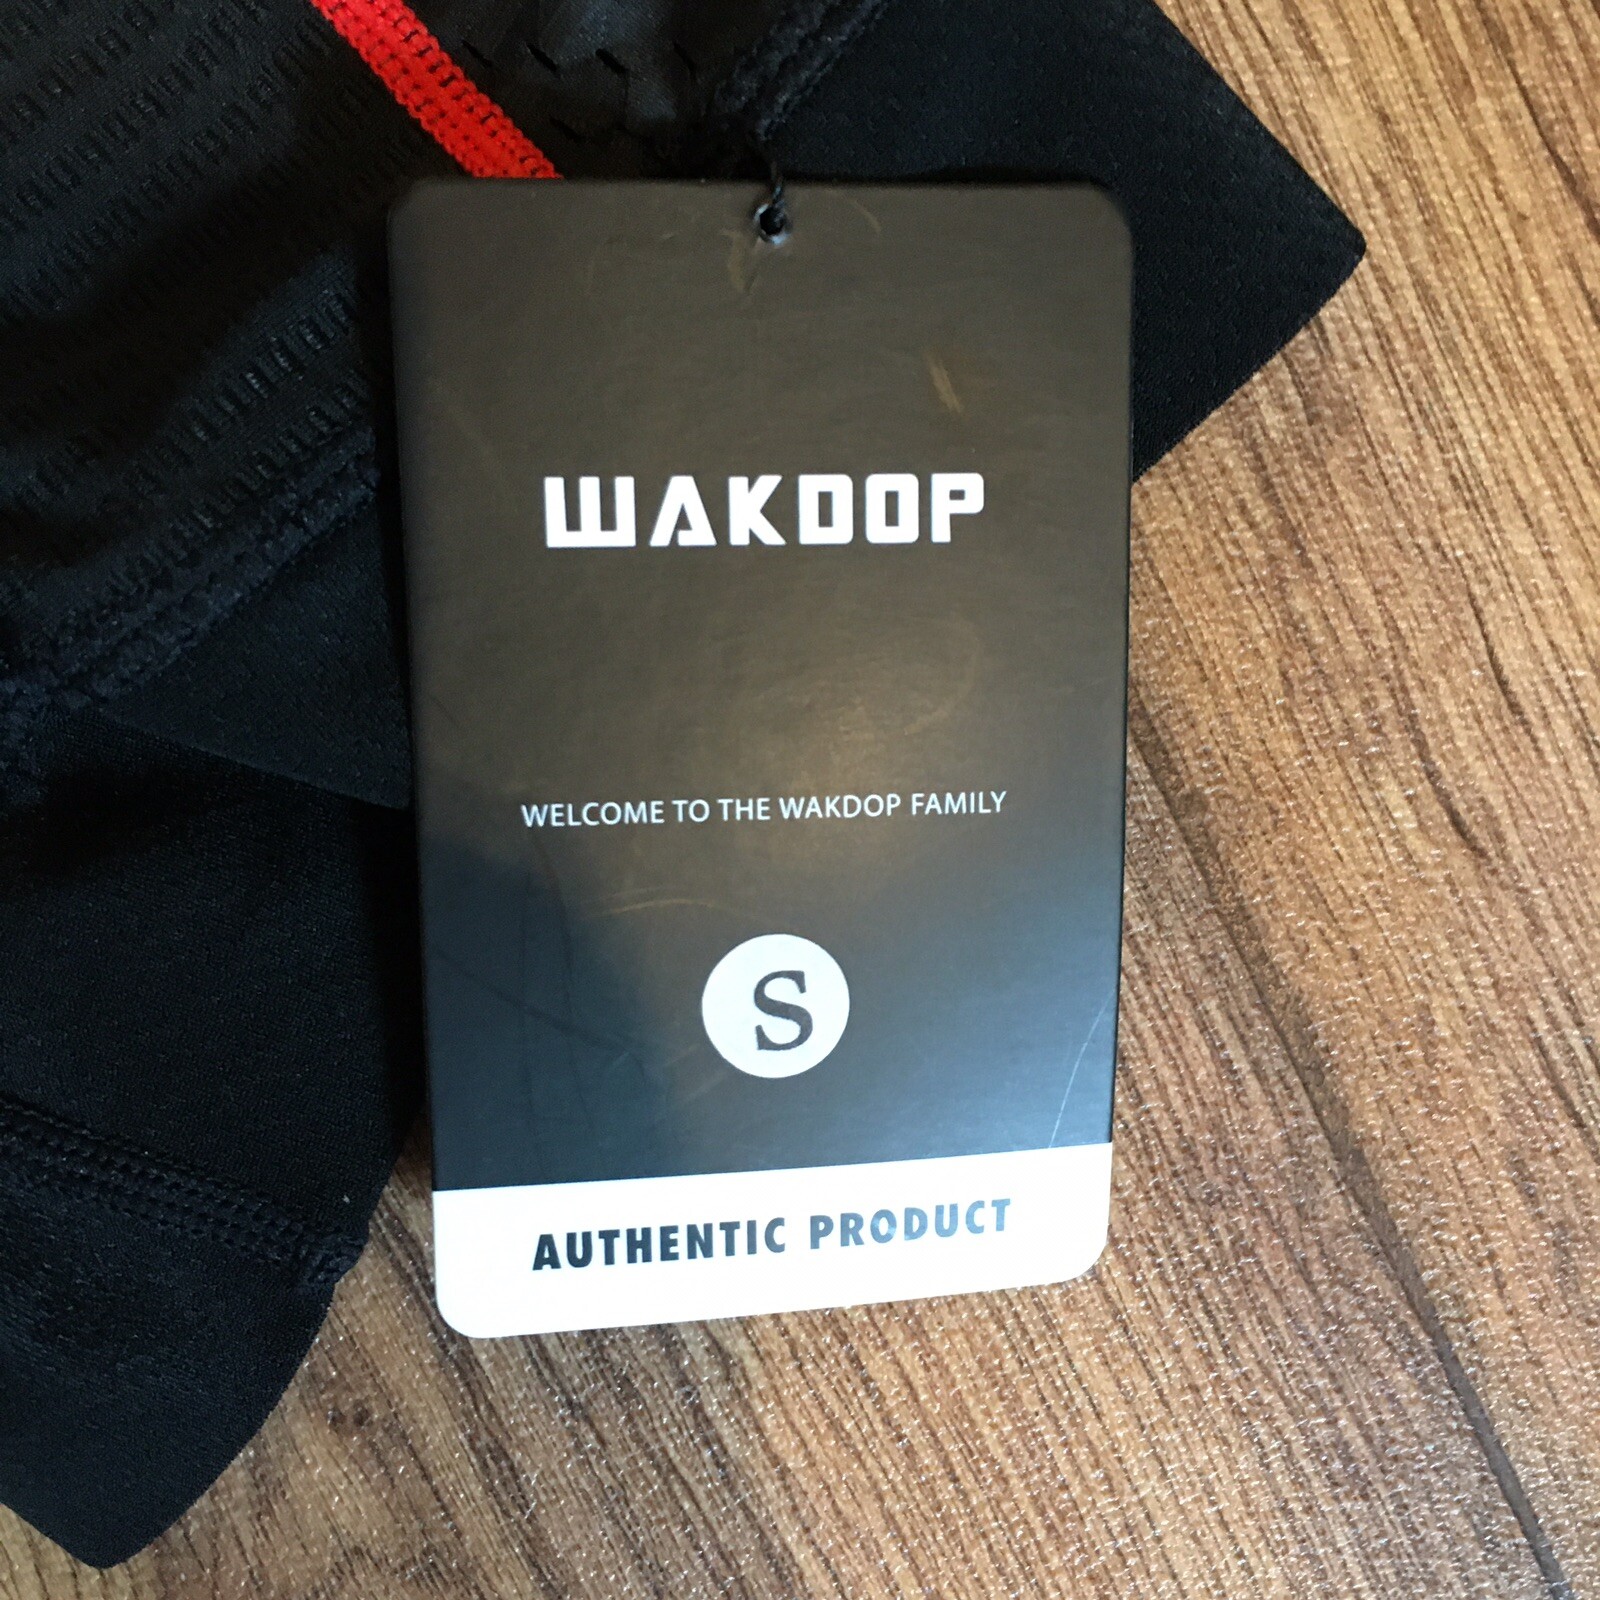 WAKDOP
WELCOME TO THE WAKDOP FAMILY
S
AUTHENTIC PRODUCT